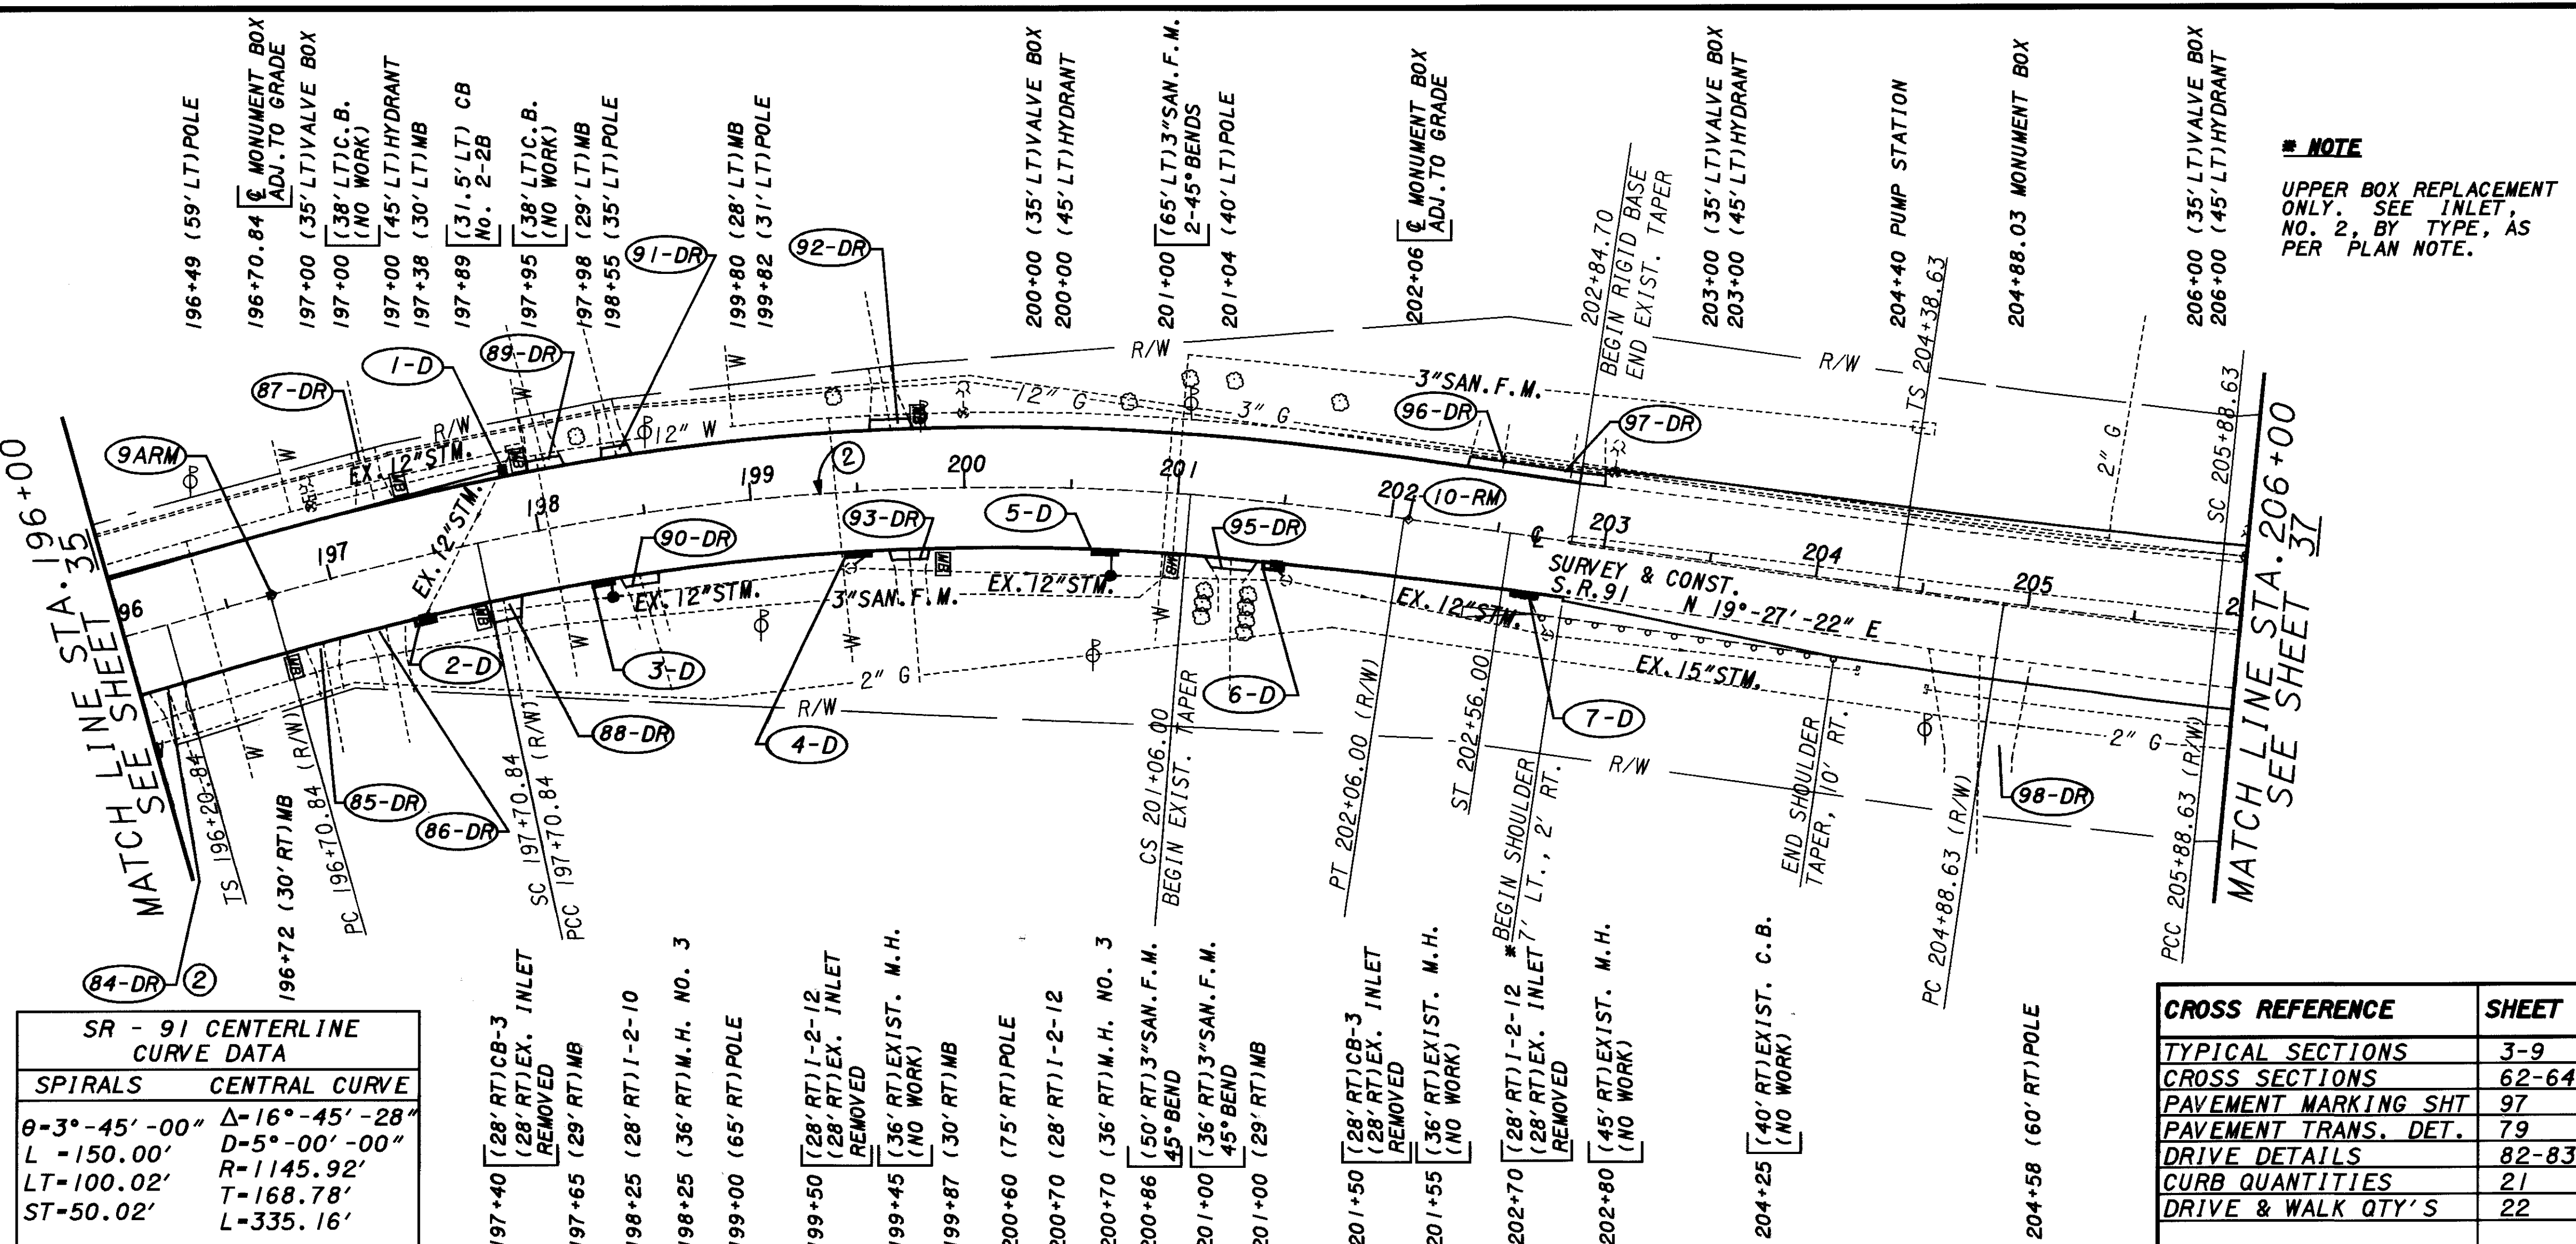 196+49 (59' LT) POLE
196+70.84 ℄ MONUMENT BOX
ADJ. TO GRADE
197+00 (35' LT) VALVE BOX
197+00 (38' LT) C.B.
(NO WORK)
197+00 (45' LT) HYDRANT
197+38 (30' LT) MB
197+89 (31.5' LT) CB
No. 2-2B
197+95 (38' LT) C.B.
(NO WORK)
197+98 (29' LT) MB
198+55 (35' LT) POLE
199+80 (28' LT) MB
199+82 (31' LT) POLE
200+00 (35' LT) VALVE BOX
200+00 (45' LT) HYDRANT
201+00 (65' LT) 3" SAN. F.M.
2-45° BENDS
201+04 (40' LT) POLE
202+06 ℄ MONUMENT BOX
ADJ. TO GRADE
202+84.70
BEGIN RIGID BASE
END EXIST. TAPER
203+00 (35' LT) VALVE BOX
203+00 (45' LT) HYDRANT
204+40 PUMP STATION
TS 204+38.63
204+88.03 MONUMENT BOX
206+00 (35' LT) VALVE BOX
206+00 (45' LT) HYDRANT
SC 205+88.63
* NOTE
UPPER BOX REPLACEMENT
ONLY. SEE INLET,
NO. 2, BY TYPE, AS
PER PLAN NOTE.
91-DR
92-DR
1-D
89-DR
87-DR
9ARM
96-DR
97-DR
10-RM
93-DR
5-D
95-DR
90-DR
2-D
3-D
88-DR
4-D
6-D
7-D
85-DR
86-DR
98-DR
84-DR
2
2
R/W
R/W
R/W
R/W
R/W
W
W
W
W
W
W
W
W
MB
MB
MB
MB
MB
MB
MB
12" W
12" G
3" G
2" G
2" G
2" G
3" SAN. F.M.
3" SAN. F.M.
EX. 12" STM.
EX. 12" STM.
EX. 12" STM.
EX. 12" STM.
EX. 12" STM.
EX. 15" STM.
96
197
198
199
200
201
202
203
204
205
2
℄
SURVEY & CONST.
S.R. 91
N 19°-27'-22" E
MATCH LINE STA. 196+00
SEE SHEET 35
MATCH LINE STA. 206+00
SEE SHEET 37
TS 196+20.84
PC 196+70.84 (R/W)
SC 197+70.84
PCC 197+70.84 (R/W)
CS 201+06.00
BEGIN EXIST. TAPER
PT 202+06.00 (R/W)
ST 202+56.00
BEGIN SHOULDER
7' LT., 2' RT.
END SHOULDER
TAPER, 10' RT.
PC 204+88.63 (R/W)
PCC 205+88.63 (R/W)
196+72 (30' RT) MB
197+40 (28' RT) CB-3
(28' RT) EX. INLET
REMOVED
197+65 (29' RT) MB
198+25 (28' RT) I-2-10
198+25 (36' RT) M.H. NO. 3
199+00 (65' RT) POLE
199+50 (28' RT) I-2-12
(28' RT) EX. INLET
REMOVED
199+45 (36' RT) EXIST. M.H.
(NO WORK)
199+87 (30' RT) MB
200+60 (75' RT) POLE
200+70 (28' RT) I-2-12
200+70 (36' RT) M.H. NO. 3
200+86 (50' RT) 3" SAN. F.M.
45° BEND
201+00 (36' RT) 3" SAN. F.M.
45° BEND
201+00 (29' RT) MB
201+50 (28' RT) CB-3
(28' RT) EX. INLET
REMOVED
201+55 (36' RT) EXIST. M.H.
(NO WORK)
202+70 (28' RT) I-2-12 *
(28' RT) EX. INLET
REMOVED
202+80 (45' RT) EXIST. M.H.
(NO WORK)
204+25 (40' RT) EXIST. C.B.
(NO WORK)
204+58 (60' RT) POLE
SR - 91 CENTERLINE
CURVE DATA
SPIRALS CENTRAL CURVE
θ=3°-45'-00" Δ=16°-45'-28"
L =150.00' D=5°-00'-00"
LT=100.02' R=1145.92'
ST=50.02' T=168.78'
L=335.16'
CROSS REFERENCE SHEET
TYPICAL SECTIONS 3-9
CROSS SECTIONS 62-64
PAVEMENT MARKING SHT 97
PAVEMENT TRANS. DET. 79
DRIVE DETAILS 82-83
CURB QUANTITIES 21
DRIVE & WALK QTY'S 22